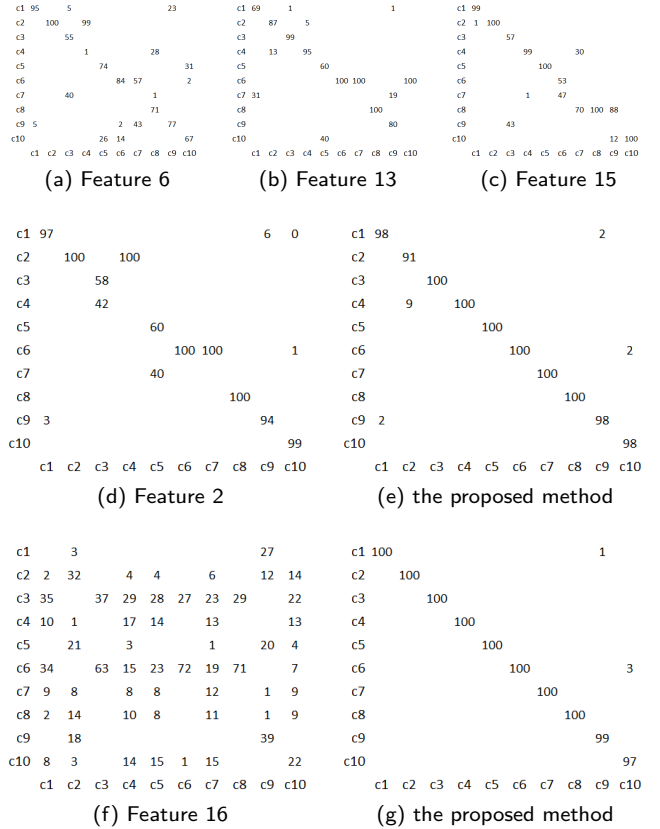 c1 95 5 23
c2 100 99
c3 55
c4 1 28
c5 74 31
c6 84 57 2
c7 40 1
c8 71
c9 5 2 43 77
c10 26 14 67
c1 c2 c3 c4 c5 c6 c7 c8 c9 c10
(a) Feature 6
c1 69 1 1
c2 87 5
c3 99
c4 13 95
c5 60
c6 100 100 100
c7 31 19
c8 100
c9 80
c10 40
c1 c2 c3 c4 c5 c6 c7 c8 c9 c10
(b) Feature 13
c1 99
c2 1 100
c3 57
c4 99 30
c5 100
c6 53
c7 1 47
c8 70 100 88
c9 43
c10 12 100
c1 c2 c3 c4 c5 c6 c7 c8 c9 c10
(c) Feature 15
c1 97 6 0
c2 100 100
c3 58
c4 42
c5 60
c6 100 100 1
c7 40
c8 100
c9 3 94
c10 99
c1 c2 c3 c4 c5 c6 c7 c8 c9 c10
(d) Feature 2
c1 98 2
c2 91
c3 100
c4 9 100
c5 100
c6 100 2
c7 100
c8 100
c9 2 98
c10 98
c1 c2 c3 c4 c5 c6 c7 c8 c9 c10
(e) the proposed method
c1 3 27
c2 2 32 4 4 6 12 14
c3 35 37 29 28 27 23 29 22
c4 10 1 17 14 13 13
c5 21 3 1 20 4
c6 34 63 15 23 72 19 71 7
c7 9 8 8 8 12 1 9
c8 2 14 10 8 11 1 9
c9 18 39
c10 8 3 14 15 1 15 22
c1 c2 c3 c4 c5 c6 c7 c8 c9 c10
(f) Feature 16
c1 100 1
c2 100
c3 100
c4 100
c5 100
c6 100 3
c7 100
c8 100
c9 99
c10 97
c1 c2 c3 c4 c5 c6 c7 c8 c9 c10
(g) the proposed method